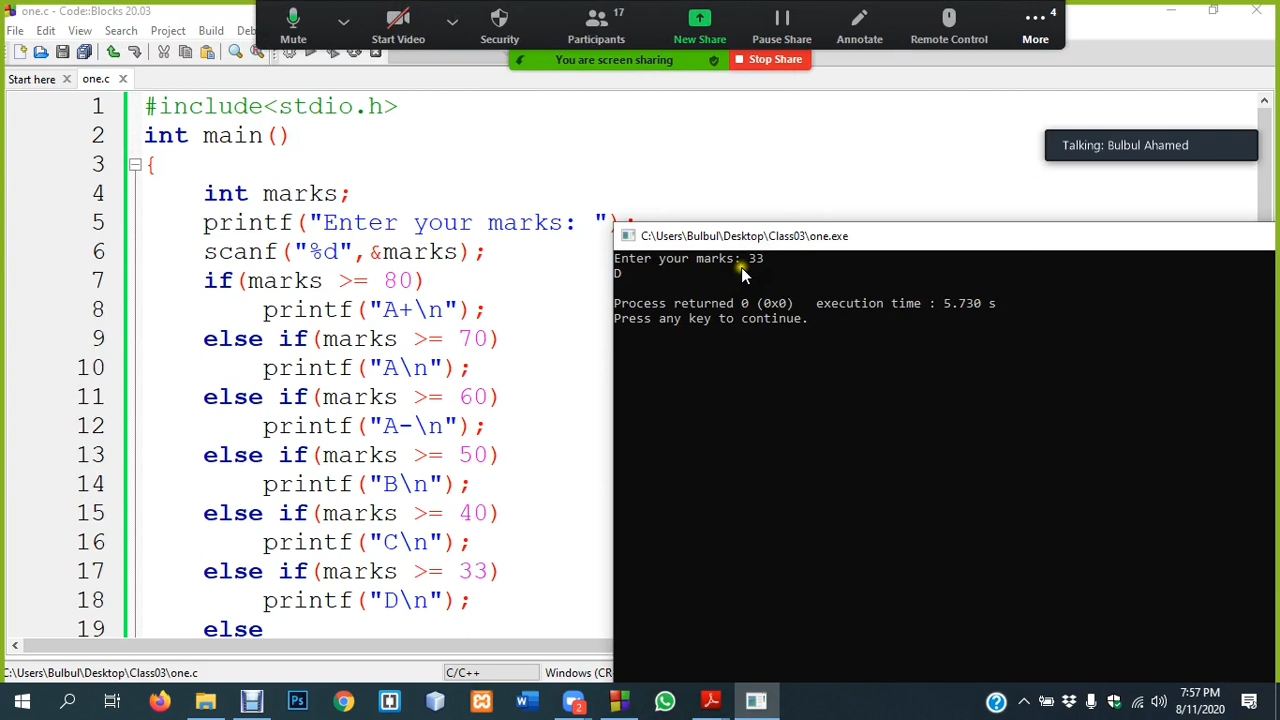 one.c - Code::Blocks 20.03
File Edit View Search Project Build
Mute
Start Video
Security
17
Participants
New Share
Pause Share
Annotate
Remote Control
4
More
You are screen sharing
Stop Share
Start here
one.c
Talking: Bulbul Ahamed
1 #include<stdio.h>
2 int main()
3 {
4 int marks;
5 printf("Enter your marks: ");
6 scanf("%d",&marks);
7 if(marks >= 80)
8 printf("A+\n");
9 else if(marks >= 70)
10 printf("A\n");
11 else if(marks >= 60)
12 printf("A-\n");
13 else if(marks >= 50)
14 printf("B\n");
15 else if(marks >= 40)
16 printf("C\n");
17 else if(marks >= 33)
18 printf("D\n");
19 else
C:\Users\Bulbul\Desktop\Class03\one.exe
Enter your marks: 33
D
Process returned 0 (0x0) execution time : 5.730 s
Press any key to continue.
C:\Users\Bulbul\Desktop\Class03\one.c
C/C++
Windows (CR
2
7:57 PM
8/11/2020